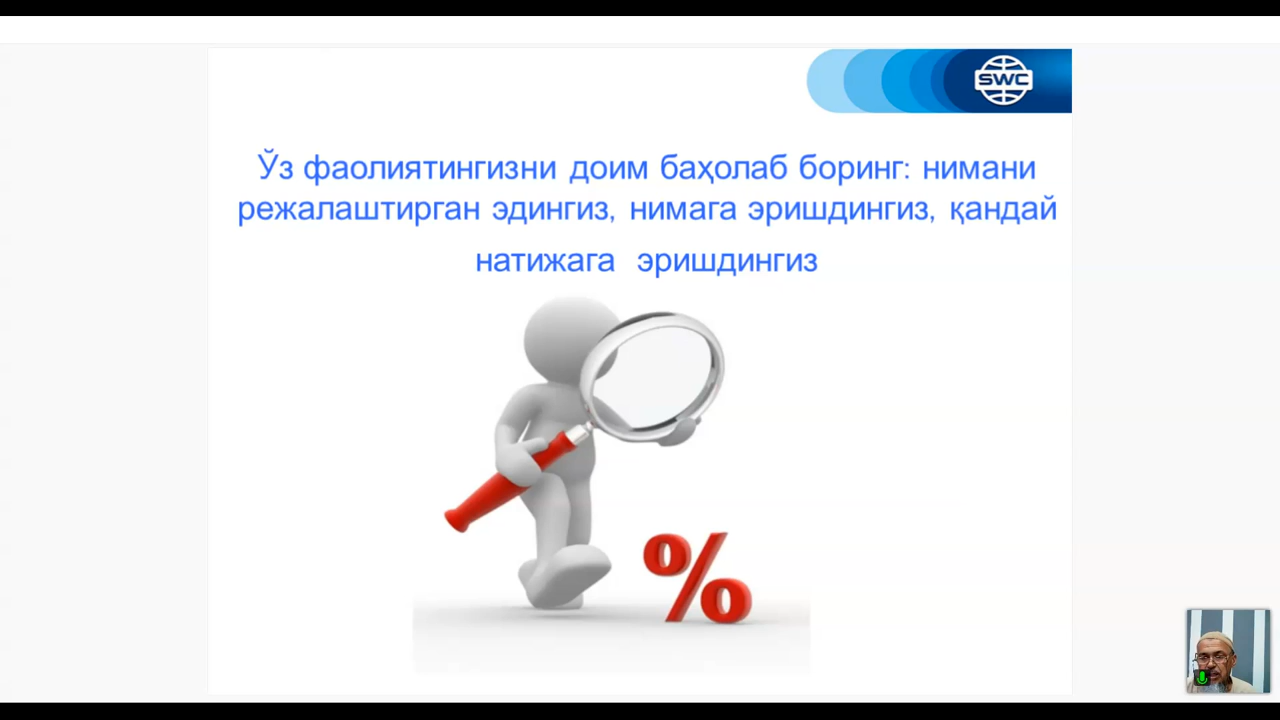 SWC
Ўз фаолиятингизни доим баҳолаб боринг: нимани
режалаштирган эдингиз, нимага эришдингиз, қандай
натижага эришдингиз
%